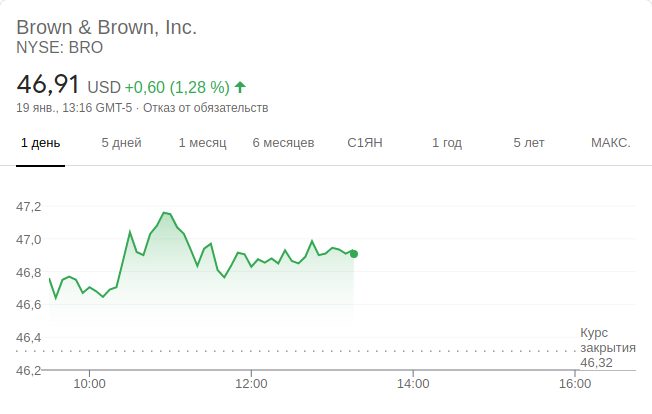 Brown & Brown, Inc.
NYSE: BRO
46,91 USD +0,60 (1,28 %)
19 янв., 13:16 GMT-5 · Отказ от обязательств
1 день 5 дней 1 месяц 6 месяцев С1ЯН 1 год 5 лет МАКС.
47,2
47,0
46,8
46,6
46,4
46,2
Курс
закрытия
46,32
10:00 12:00 14:00 16:00